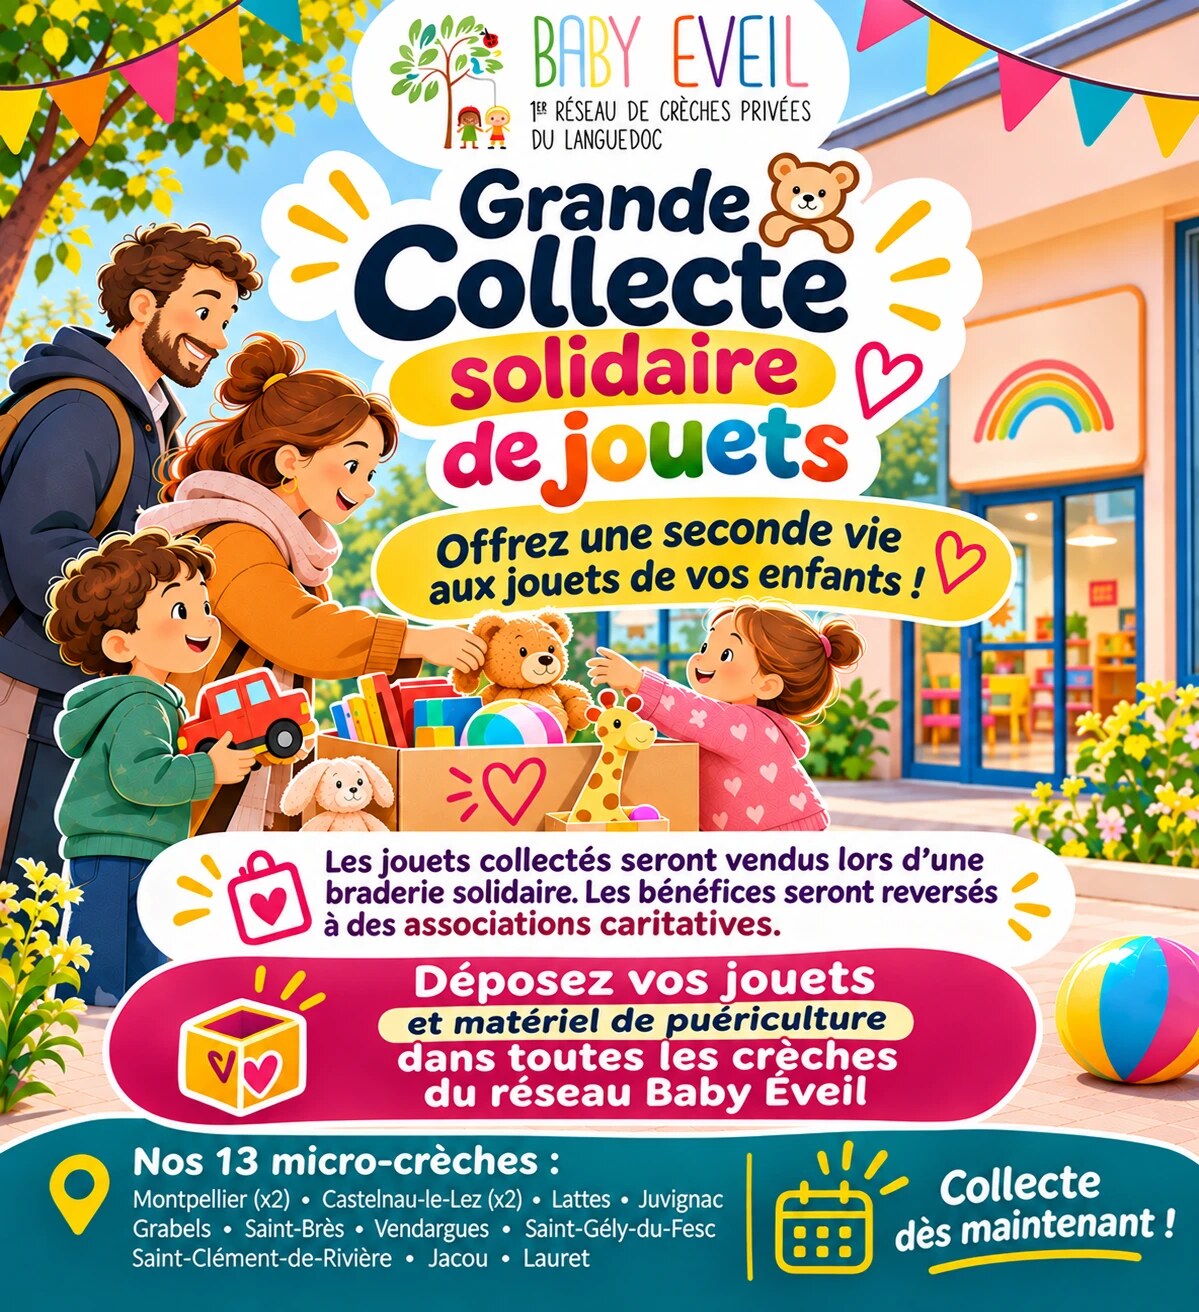 BABY EVEIL
1ER RÉSEAU DE CRÈCHES PRIVÉES
DU LANGUEDOC
Grande
Collecte
solidaire
de jouets
Offrez une seconde vie
aux jouets de vos enfants !
Les jouets collectés seront vendus lors d'une
braderie solidaire. Les bénéfices seront reversés
à des associations caritatives.
Déposez vos jouets
et matériel de puériculture
dans toutes les crèches
du réseau Baby Éveil
Nos 13 micro-crèches :
Montpellier (x2) • Castelnau-le-Lez (x2) • Lattes • Juvignac
Grabels • Saint-Brès • Vendargues • Saint-Gély-du-Fesc
Saint-Clément-de-Rivière • Jacou • Lauret
Collecte
dès maintenant !